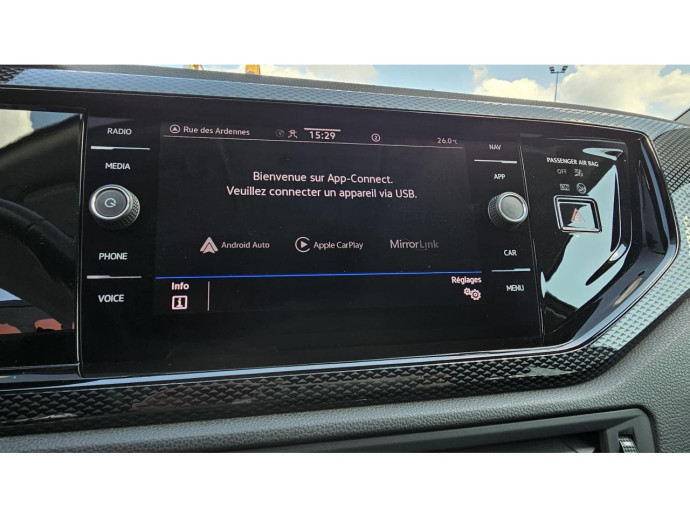 RADIO
MEDIA
PHONE
VOICE
Rue des Ardennes
15:29
2
26.0°C
Bienvenue sur App-Connect.
Veuillez connecter un appareil via USB.
Android Auto
Apple CarPlay
MirrorLink
Info
Réglages
NAV
APP
CAR
MENU
PASSENGER AIR BAG
OFF